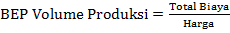 BEP Volume Produksi = Total Biaya / Harga